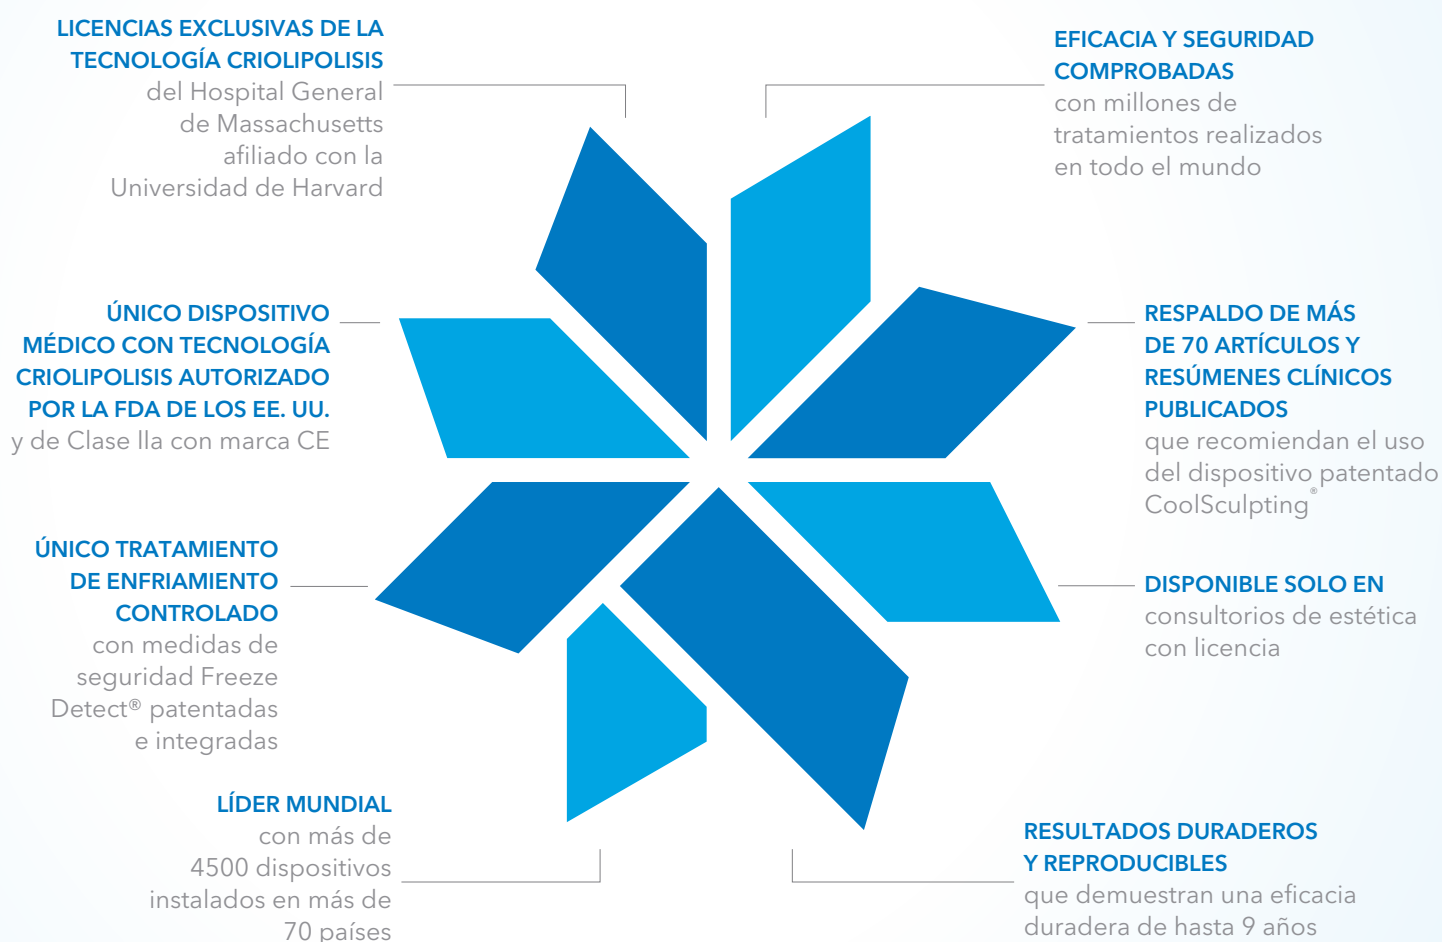 LICENCIAS EXCLUSIVAS DE LA
TECNOLOGÍA CRIOLIPOLISIS
del Hospital General
de Massachusetts
afiliado con la
Universidad de Harvard
EFICACIA Y SEGURIDAD
COMPROBADAS
con millones de
tratamientos realizados
en todo el mundo
ÚNICO DISPOSITIVO
MÉDICO CON TECNOLOGÍA
CRIOLIPOLISIS AUTORIZADO
POR LA FDA DE LOS EE. UU.
y de Clase lla con marca CE
RESPALDO DE MÁS
DE 70 ARTÍCULOS Y
RESÚMENES CLÍNICOS
PUBLICADOS
que recomiendan el uso
del dispositivo patentado
CoolSculpting®
ÚNICO TRATAMIENTO
DE ENFRIAMIENTO
CONTROLADO
con medidas de
seguridad Freeze
Detect® patentadas
e integradas
DISPONIBLE SOLO EN
consultorios de estética
con licencia
LÍDER MUNDIAL
con más de
4500 dispositivos
instalados en más de
70 países
RESULTADOS DURADEROS
Y REPRODUCIBLES
que demuestran una eficacia
duradera de hasta 9 años